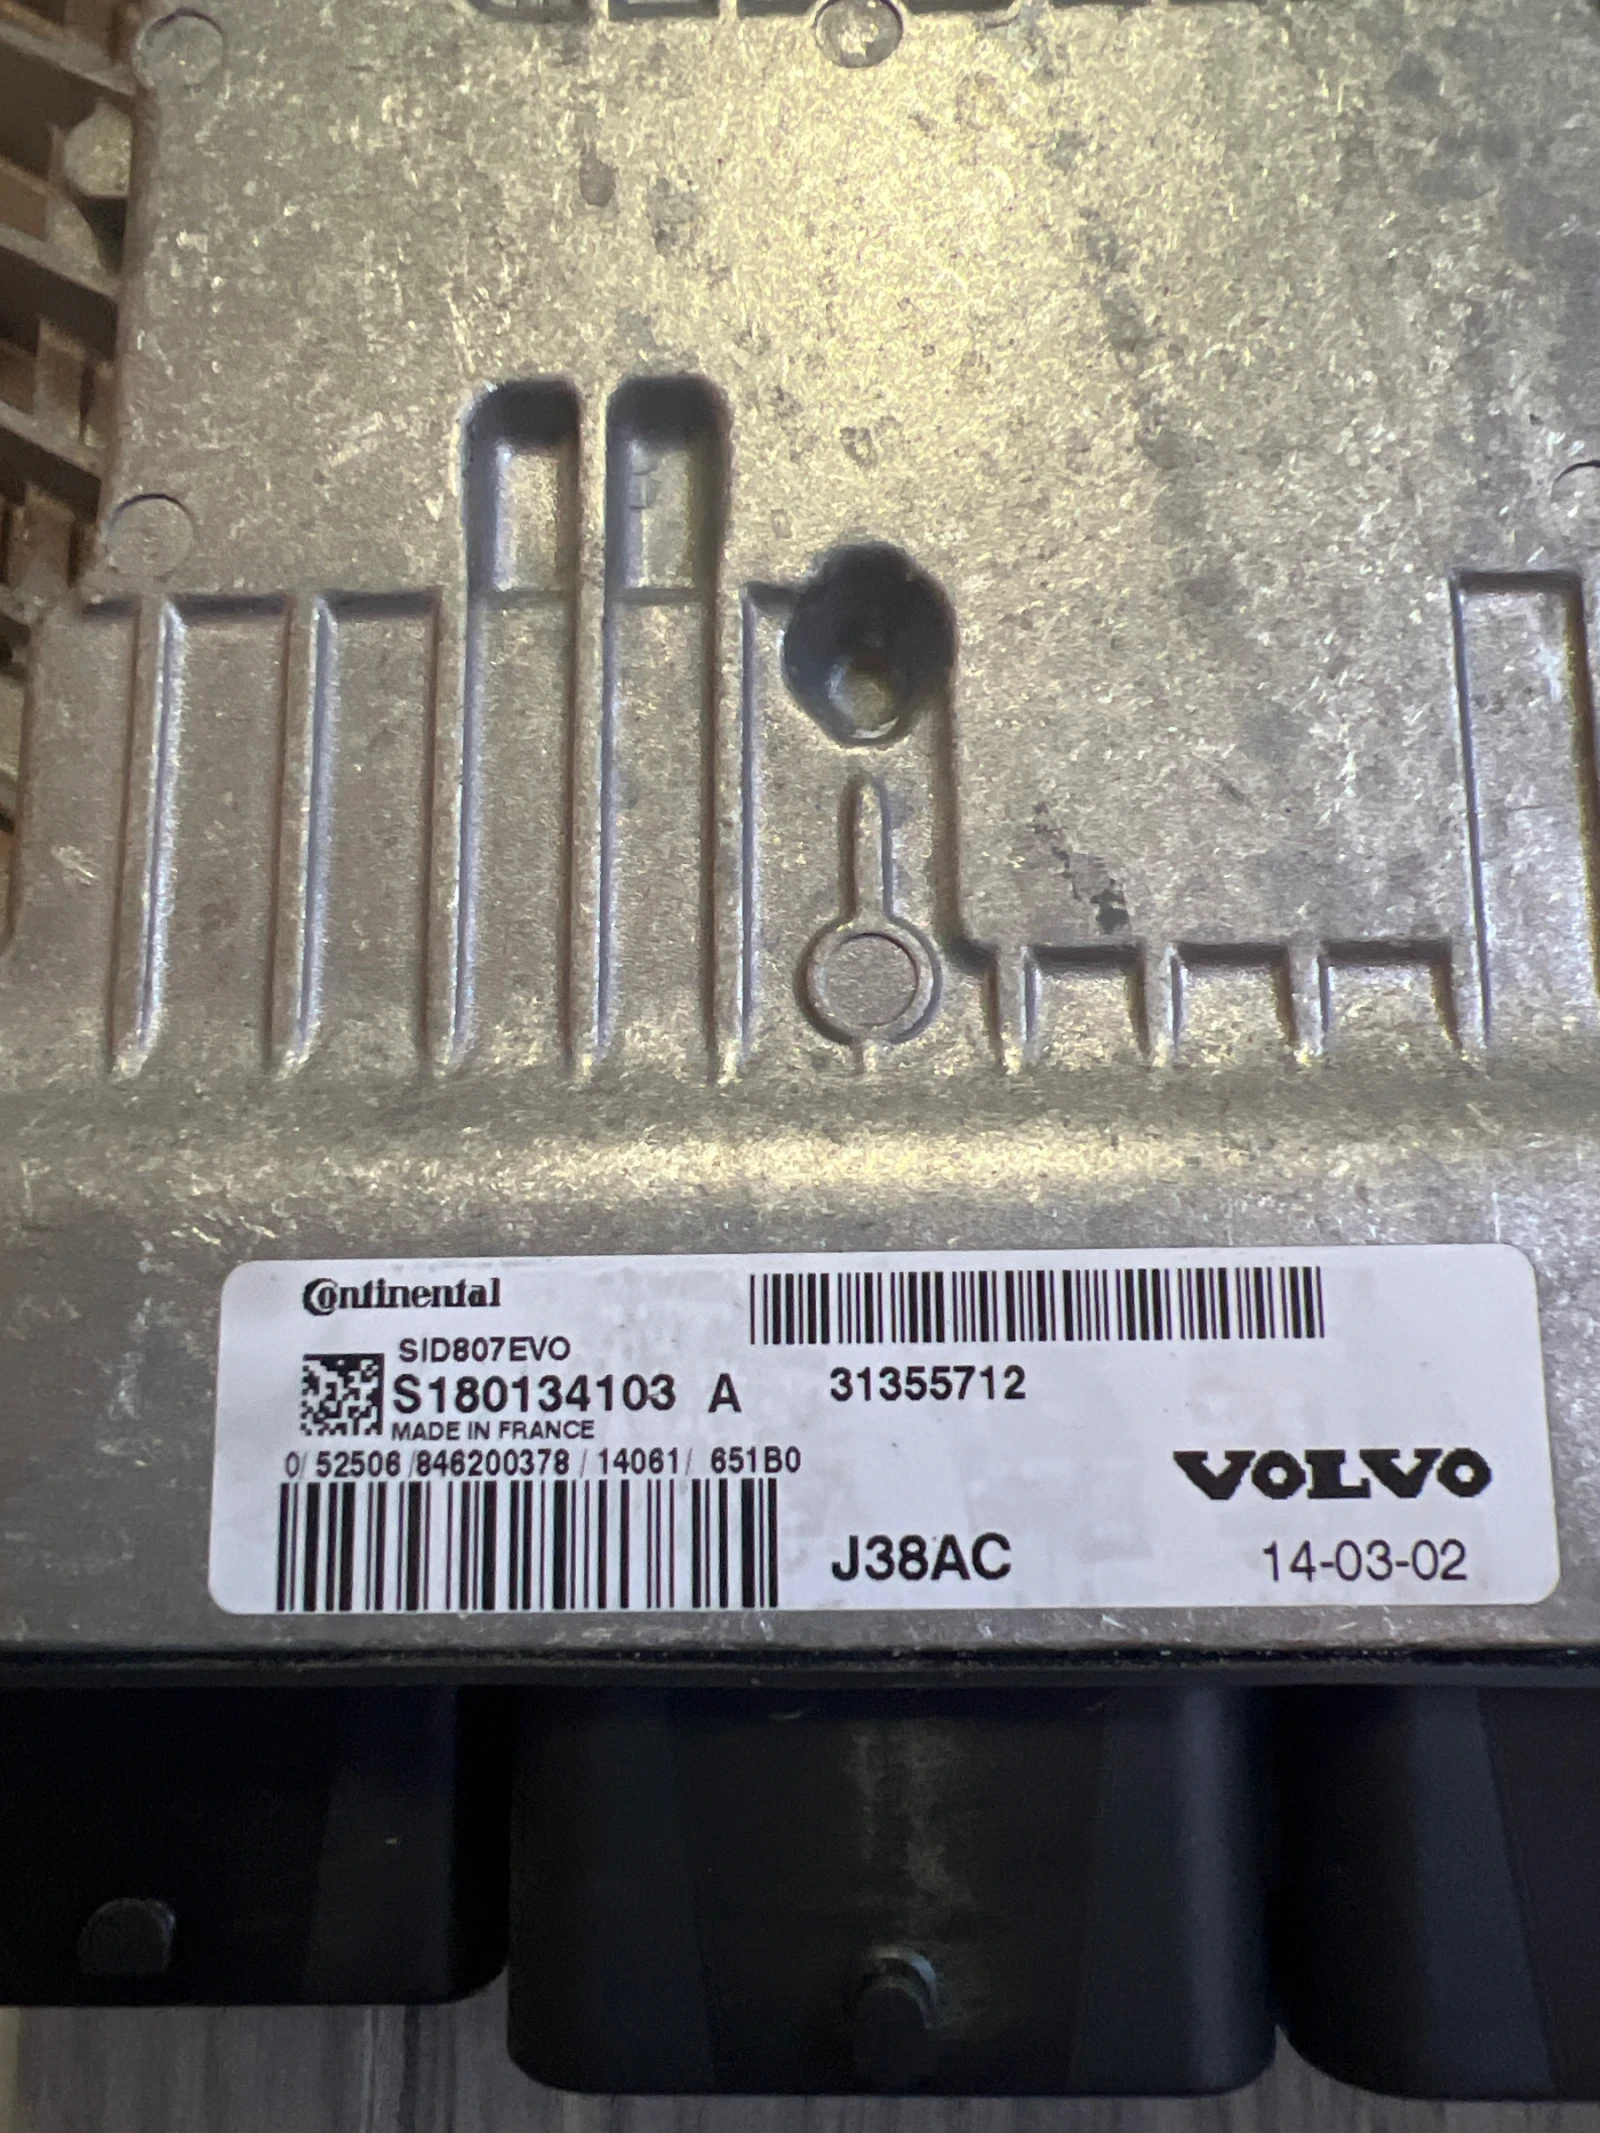 Continental
SID807EVO
S180134103 A
31355712
MADE IN FRANCE
0/ 52506 /846200378 / 14061/ 651B0
VOLVO
J38AC
14-03-02